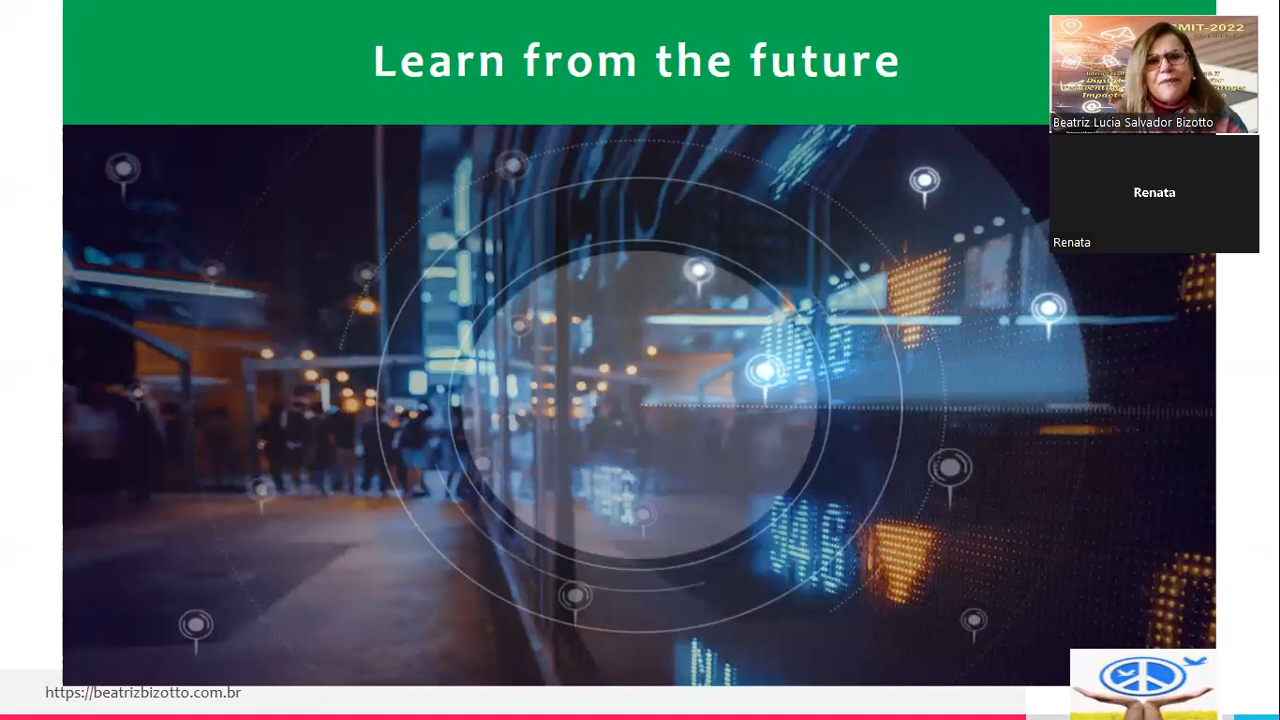 Learn from the future
MIT-2022
Beatriz Lucia Salvador Bizotto
Renata
Renata
https://beatrizbizotto.com.br